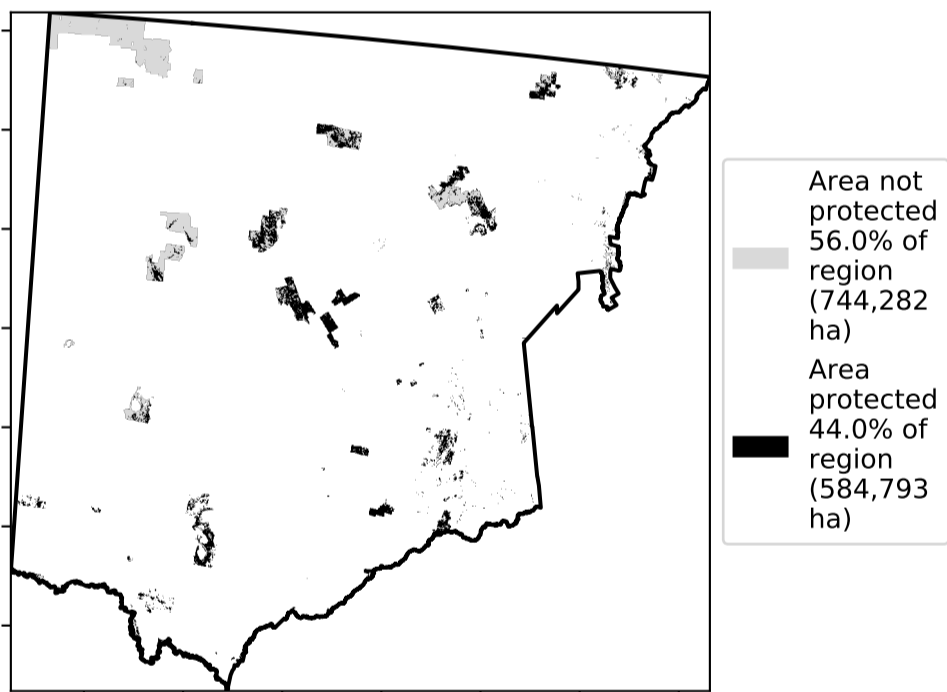 Area not
protected
56.0% of
region
(744,282
ha)
Area
protected
44.0% of
region
(584,793
ha)